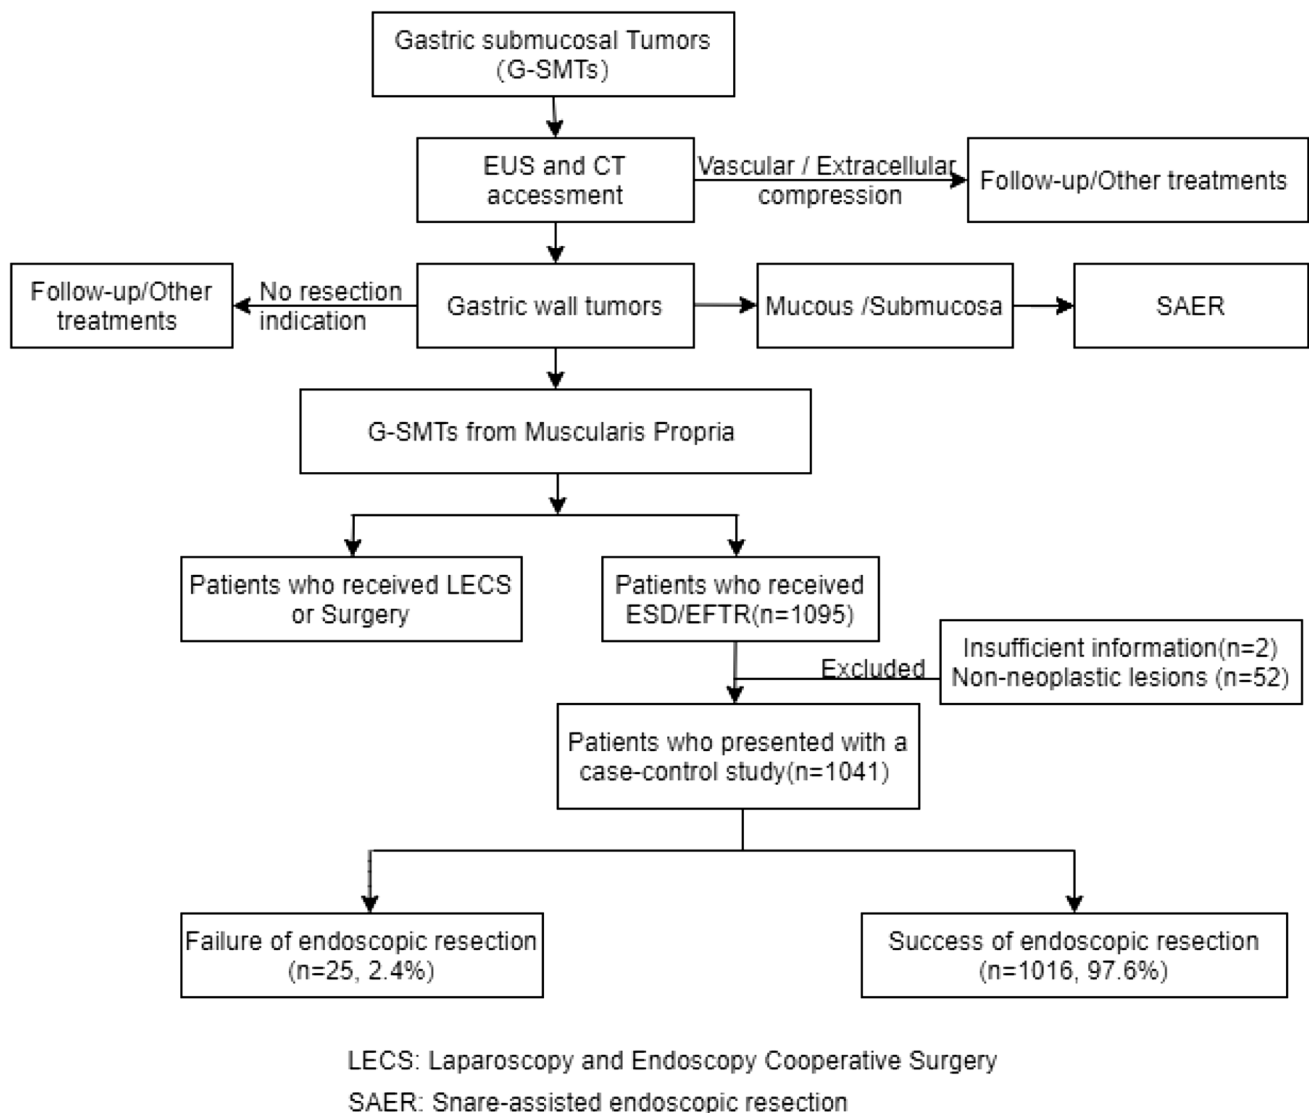 Gastric submucosal Tumors
(G-SMTs)
EUS and CT
accessment
Vascular / Extracellular
compression
Follow-up/Other treatments
Follow-up/Other
treatments
No resection
indication
Gastric wall tumors
Mucous /Submucosa
SAER
G-SMTs from Muscularis Propria
Patients who received LECS
or Surgery
Patients who received
ESD/EFTR(n=1095)
Excluded
Insufficient information(n=2)
Non-neoplastic lesions (n=52)
Patients who presented with a
case-control study(n=1041)
Failure of endoscopic resection
(n=25, 2.4%)
Success of endoscopic resection
(n=1016, 97.6%)
LECS: Laparoscopy and Endoscopy Cooperative Surgery
SAER: Snare-assisted endoscopic resection